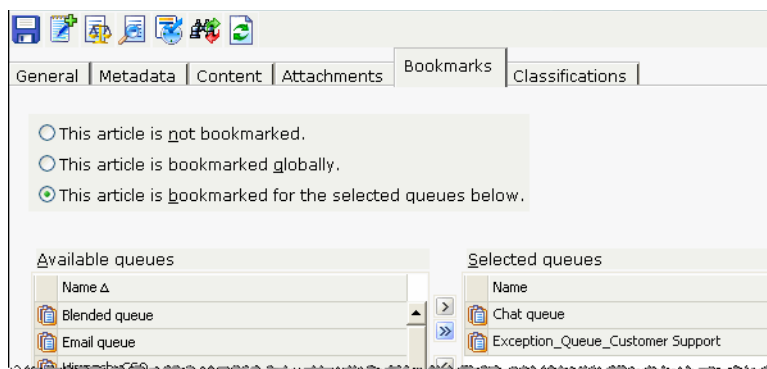 General Metadata Content Attachments Bookmarks Classifications
This article is not bookmarked.
This article is bookmarked globally.
This article is bookmarked for the selected queues below.
Available queues
Selected queues
Name
Name
Blended queue
Chat queue
Email queue
Exception_Queue_Customer Support